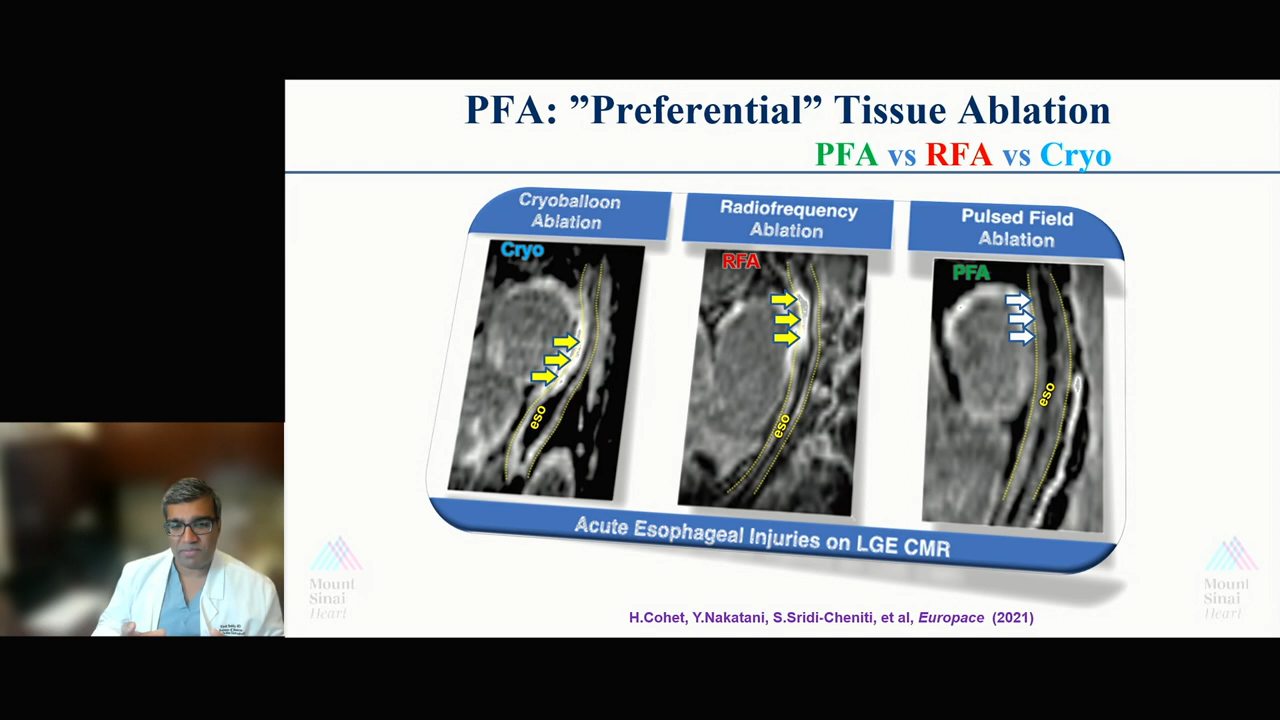 PFA: ”Preferential” Tissue Ablation
PFA vs RFA vs Cryo
Cryoballoon
Ablation
Radiofrequency
Ablation
Pulsed Field
Ablation
Cryo
RFA
PFA
eso
eso
eso
Acute Esophageal Injuries on LGE CMR
Mount
Sinai
Heart
Mount
Sinai
Heart
H.Cohet, Y.Nakatani, S.Sridi-Cheniti, et al, Europace (2021)